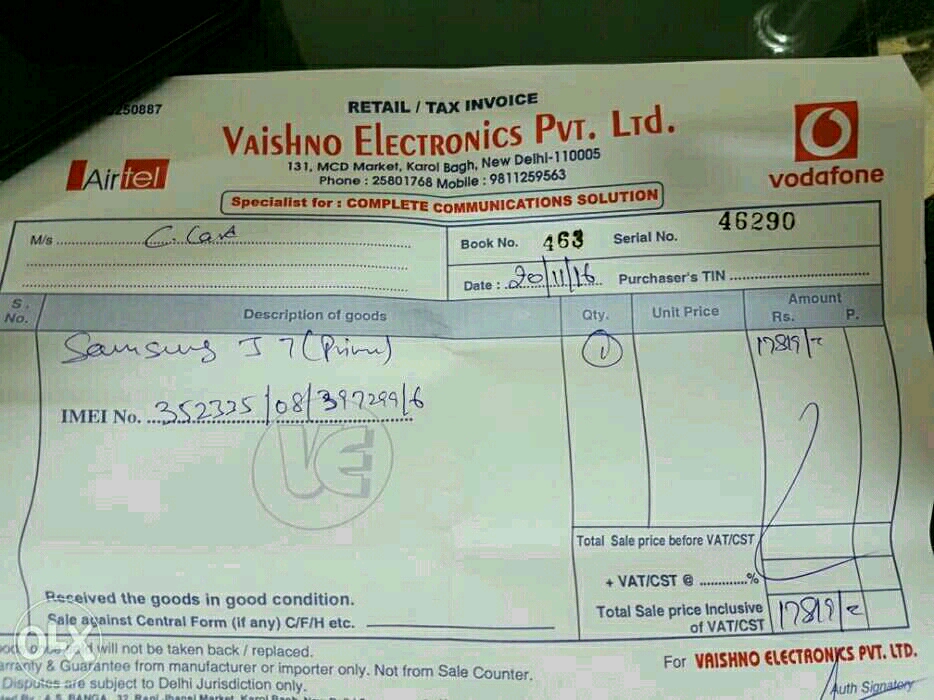 250887
RETAIL / TAX INVOICE
VAISHNO ELECTRONICS PVT. LTD.
131, MCD Market, Karol Bagh, New Delhi-110005
Phone : 25801768 Mobile : 9811259563
Airtel
vodafone
Specialist for : COMPLETE COMMUNICATIONS SOLUTION
M/s
Book No. 463 Serial No. 46290
Date : 20/11/16 Purchaser's TIN
S. No. Description of goods Qty. Unit Price Amount Rs. P.
Samsung J7 (Prime) 1 17819/-
IMEI No. 352325/08/397299/6
VE
Total Sale price before VAT/CST
+ VAT/CST @ ............%
Received the goods in good condition.
Total Sale price Inclusive of VAT/CST 17819/-
Sale against Central Form (if any) C/F/H etc.
OLX
will not be taken back / replaced.
Warranty & Guarantee from manufacturer or importer only. Not from Sale Counter.
Disputes are subject to Delhi Jurisdiction only.
For VAISHNO ELECTRONICS PVT. LTD.
Auth Signatory